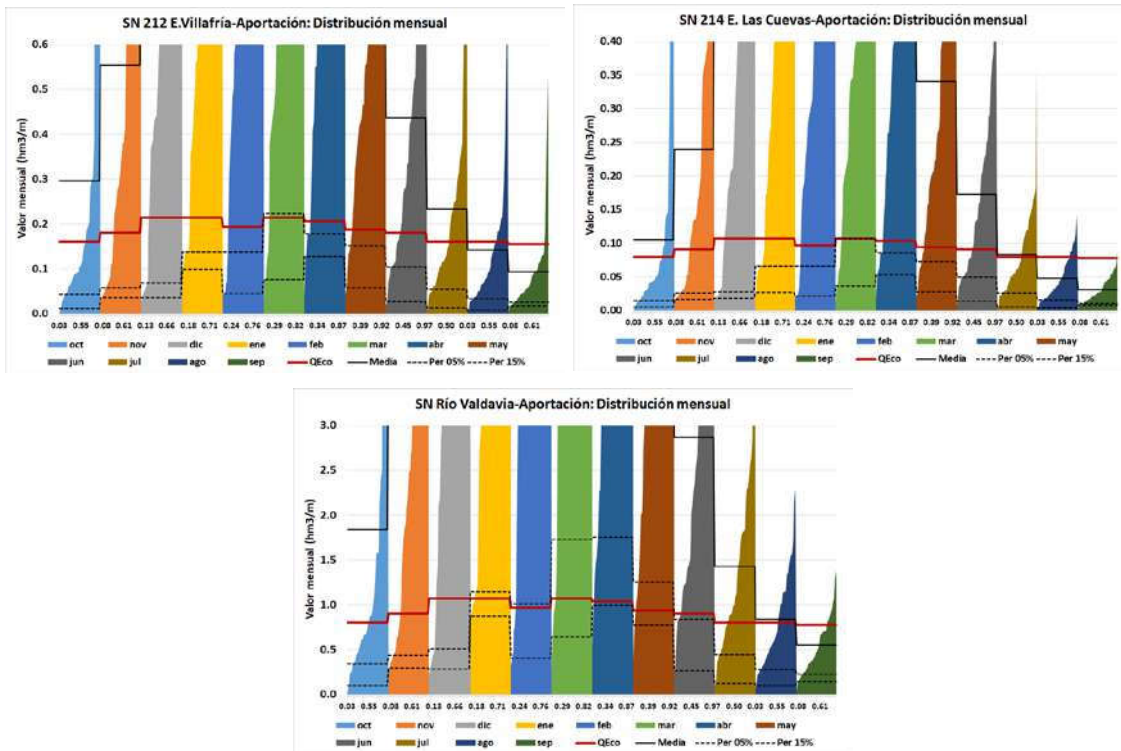 SN 212 E.Villafría-Aportación: Distribución mensual
Valor mensual (hm3/m)
0.6
0.5
0.4
0.3
0.2
0.1
0.0
0.03 0.55 0.08 0.61 0.13 0.66 0.18 0.71 0.24 0.76 0.29 0.82 0.34 0.87 0.39 0.92 0.45 0.97 0.50 0.03 0.55 0.08 0.61
oct nov dic ene feb mar abr may
jun jul ago sep QEco Media Per 05% Per 15%
SN 214 E. Las Cuevas-Aportación: Distribución mensual
Valor mensual (hm3/m)
0.40
0.35
0.30
0.25
0.20
0.15
0.10
0.05
0.00
0.03 0.55 0.08 0.61 0.13 0.66 0.18 0.71 0.24 0.76 0.29 0.82 0.34 0.87 0.39 0.92 0.45 0.97 0.50 0.03 0.55 0.08 0.61
oct nov dic ene feb mar abr may
jun jul ago sep QEco Media Per 05% Per 15%
SN Río Valdavia-Aportación: Distribución mensual
Valor mensual (hm3/m)
3.0
2.5
2.0
1.5
1.0
0.5
0.0
0.03 0.55 0.08 0.61 0.13 0.66 0.18 0.71 0.24 0.76 0.29 0.82 0.34 0.87 0.39 0.92 0.45 0.97 0.50 0.03 0.55 0.08 0.61
oct nov dic ene feb mar abr may
jun jul ago sep QEco Media Per 05% Per 15%